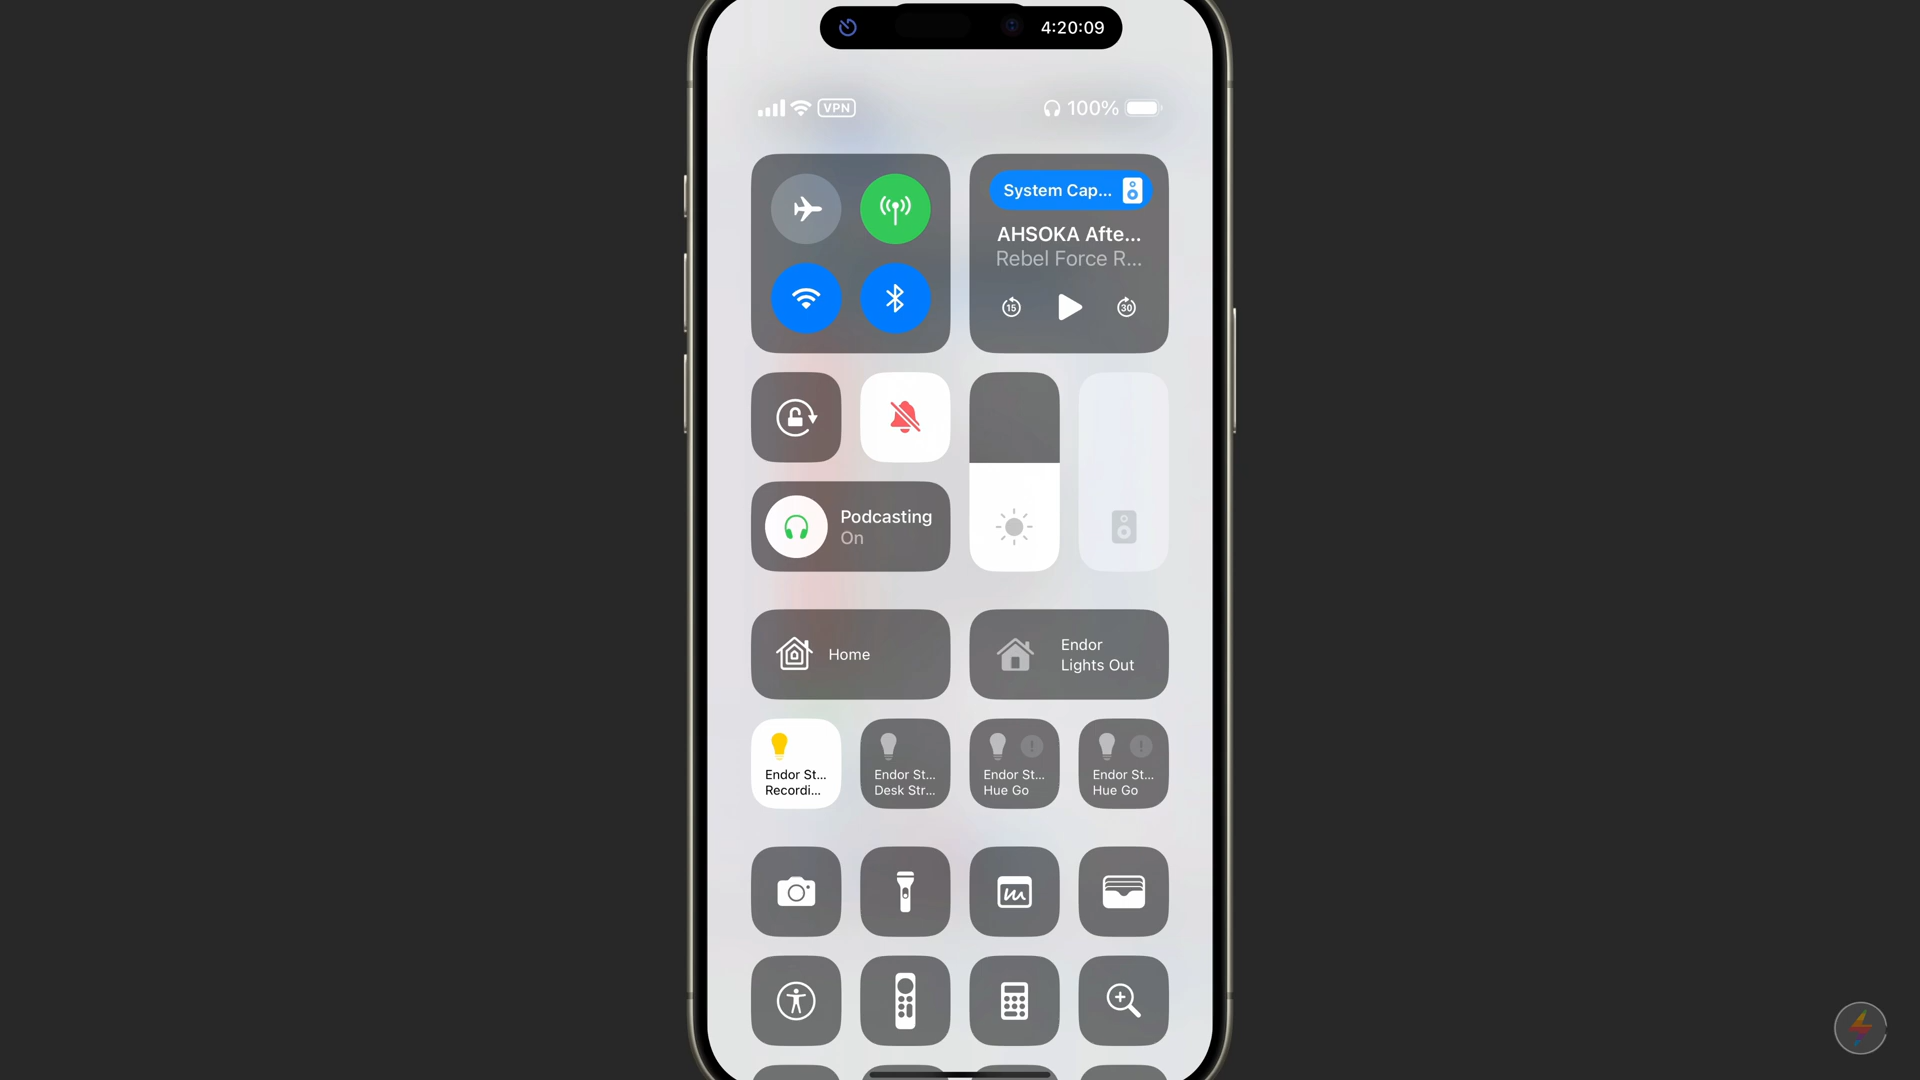 4:20:09
VPN
100%
System Cap...
AHSOKA Afte...
Rebel Force R...
15
30
Podcasting
On
Home
Endor
Lights Out
Endor St...
Recordi...
Endor St...
Desk Str...
Endor St...
Hue Go
Endor St...
Hue Go